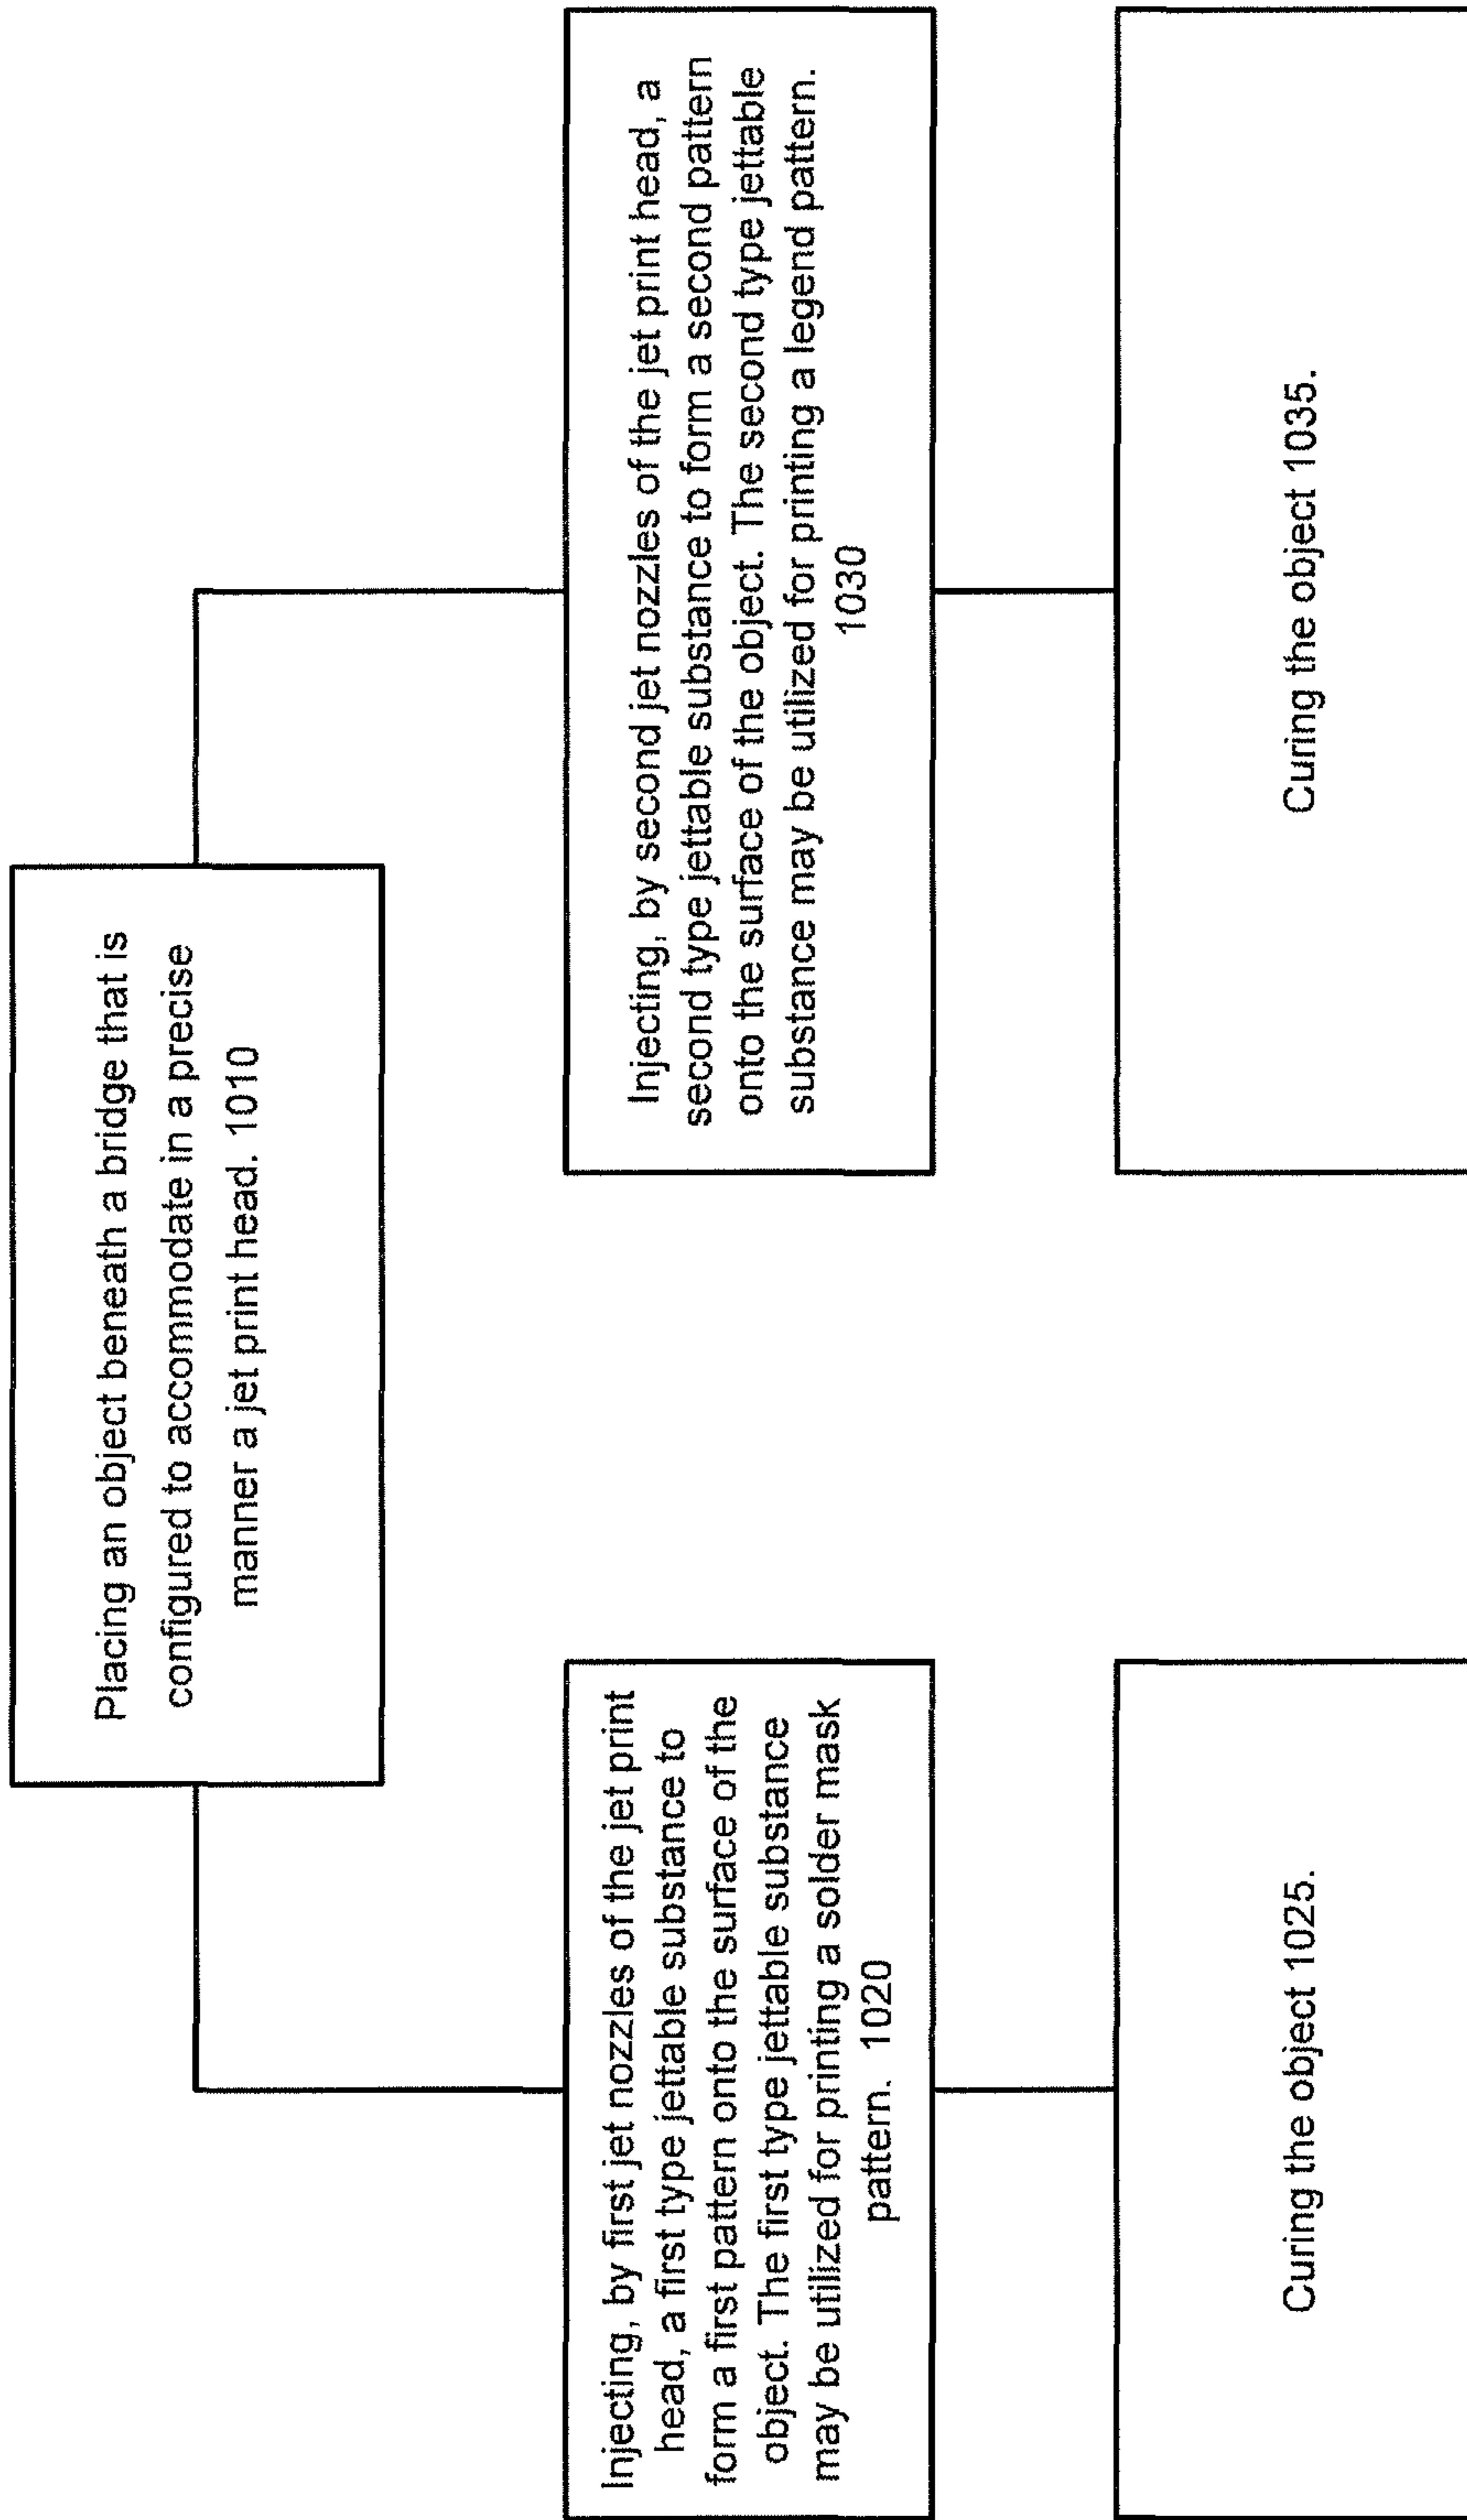 Placing an object beneath a bridge that is
configured to accommodate in a precise
manner a jet print head. 1010
Injecting, by first jet nozzles of the jet print
head, a first type jettable substance to
form a first pattern onto the surface of the
object. The first type jettable substance
may be utilized for printing a solder mask
pattern. 1020
Curing the object 1025.
Injecting, by second jet nozzles of the jet print head, a
second type jettable substance to form a second pattern
onto the surface of the object. The second type jettable
substance may be utilized for printing a legend pattern.
1030
Curing the object 1035.